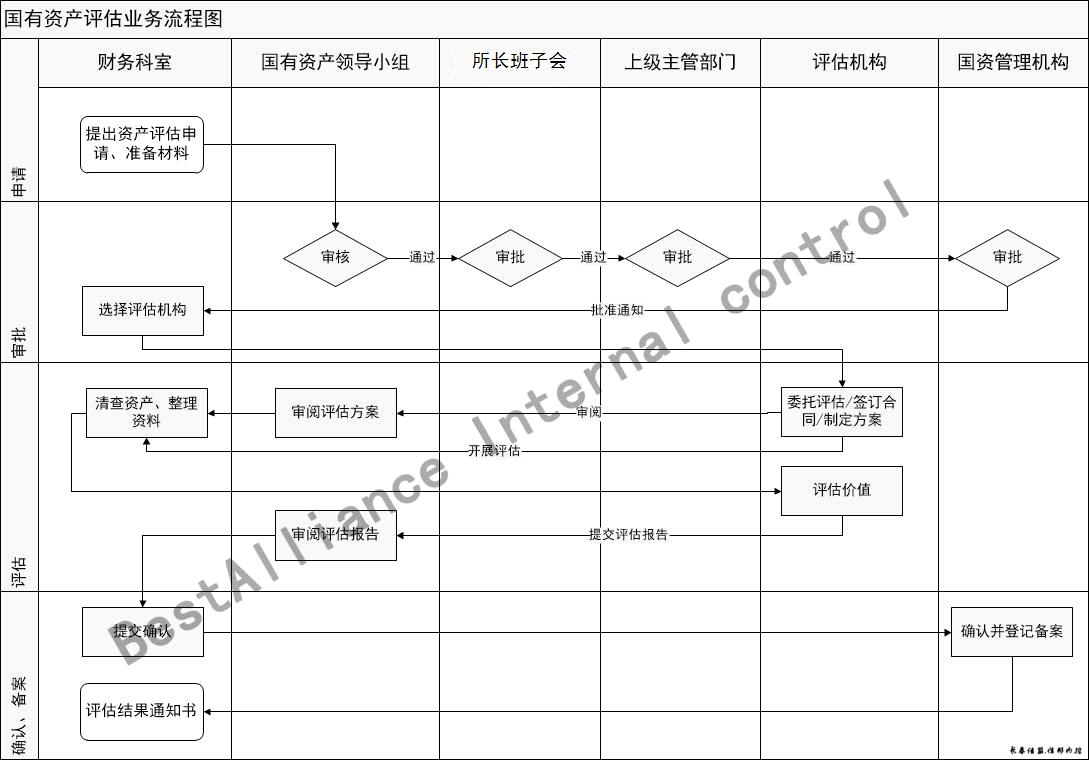 国有资产评估业务流程图
财务科室
国有资产领导小组
所长班子会
上级主管部门
评估机构
国资管理机构
申请
提出资产评估申
请、准备材料
审批
审核
通过
审批
通过
审批
通过
审批
选择评估机构
批准通知
评估
清查资产、整理
资料
审阅评估方案
审阅
委托评估/签订合
同/制定方案
开展评估
评估价值
审阅评估报告
提交评估报告
确认、备案
提交确认
确认并登记备案
评估结果通知书
BestAlliance Internal control